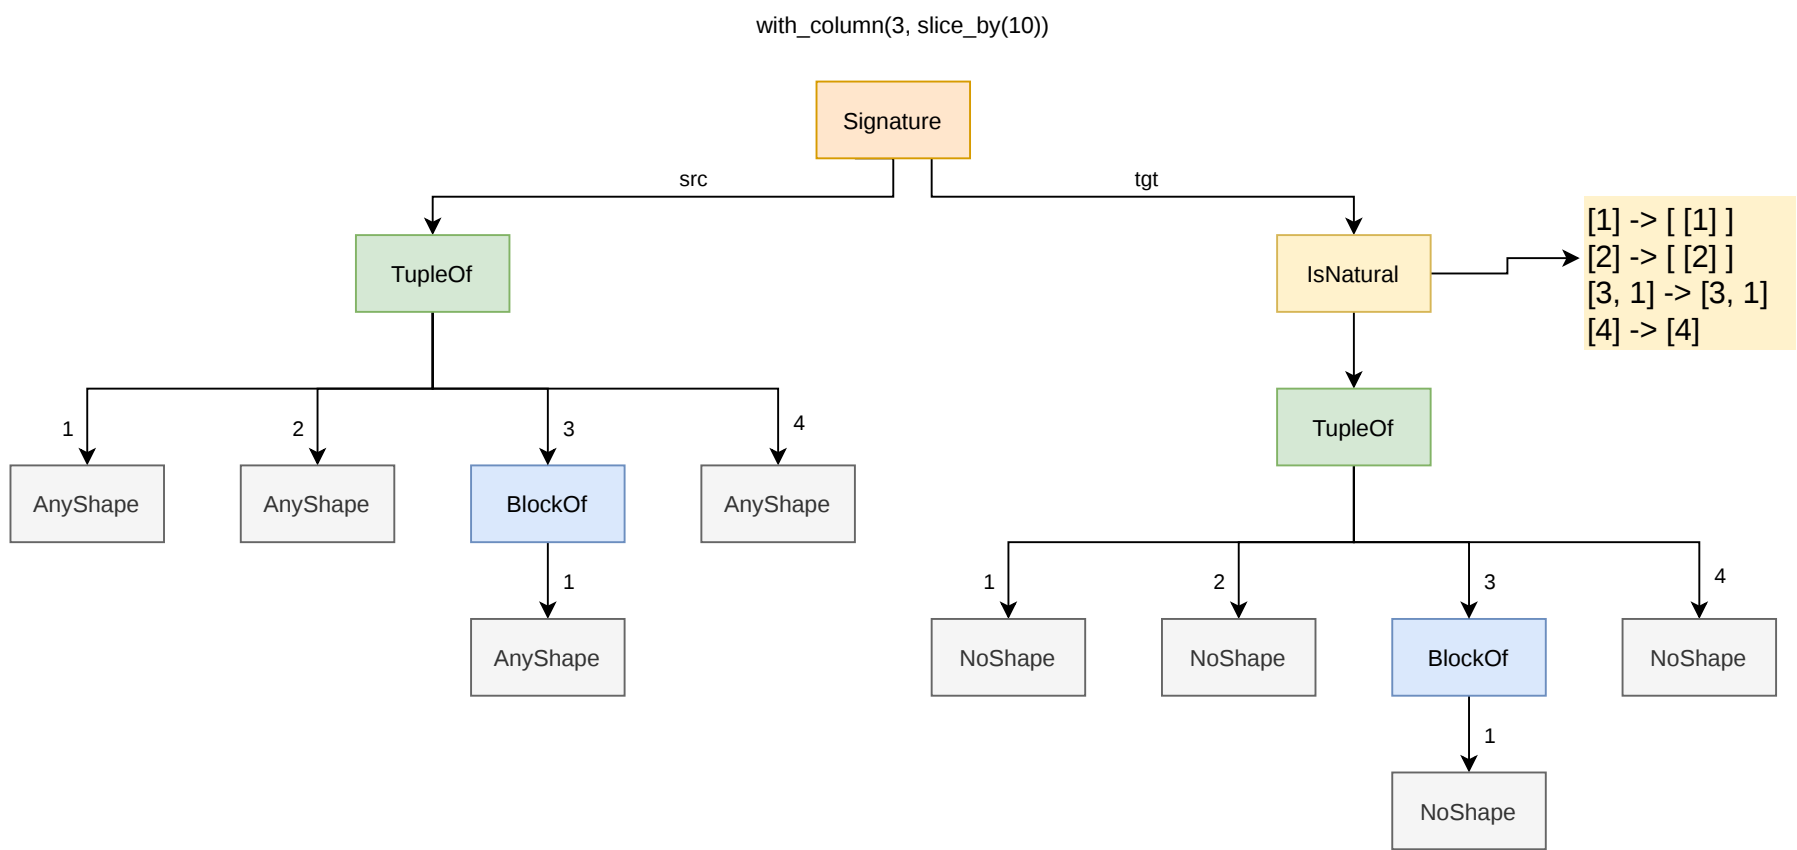 with_column(3, slice_by(10))
Signature
src
tgt
TupleOf
IsNatural
[1] -> [ [1] ]
[2] -> [ [2] ]
[3, 1] -> [3, 1]
[4] -> [4]
1
2
3
4
TupleOf
AnyShape
AnyShape
BlockOf
AnyShape
1
1
2
3
4
AnyShape
NoShape
NoShape
BlockOf
NoShape
1
NoShape